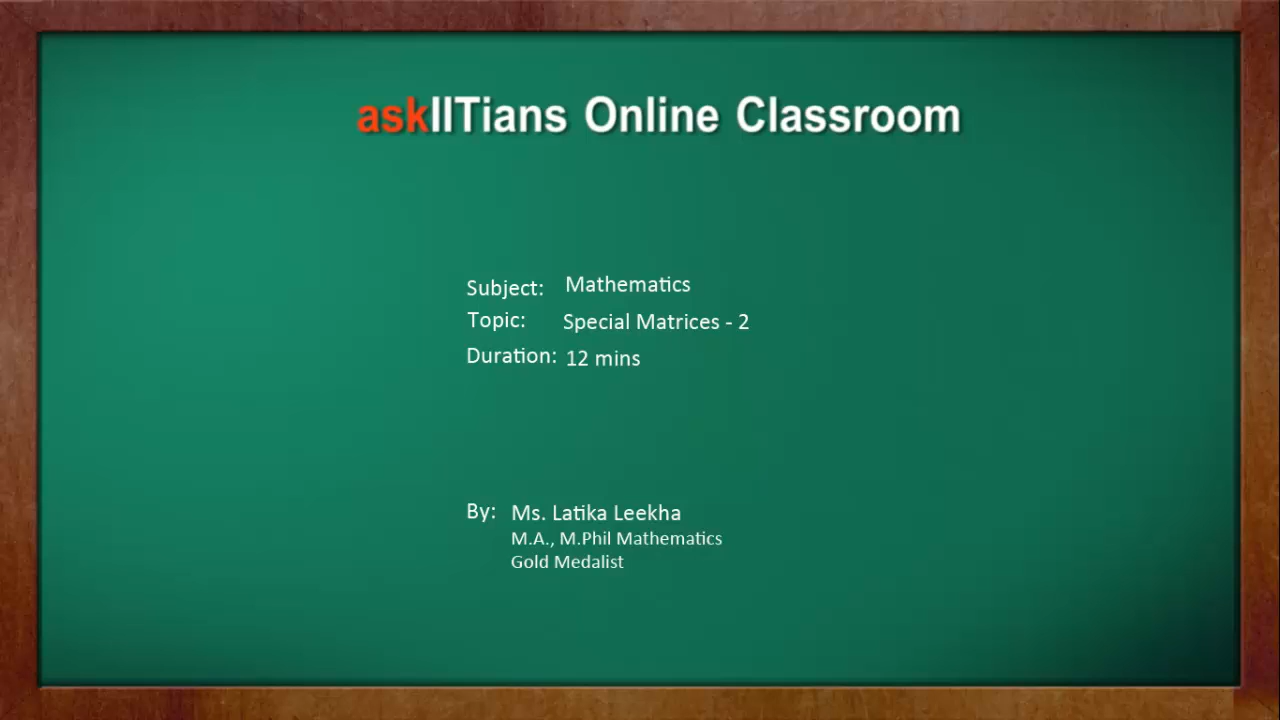 askIITians Online Classroom
Subject: Mathematics
Topic: Special Matrices - 2
Duration: 12 mins
By: Ms. Latika Leekha
M.A., M.Phil Mathematics
Gold Medalist